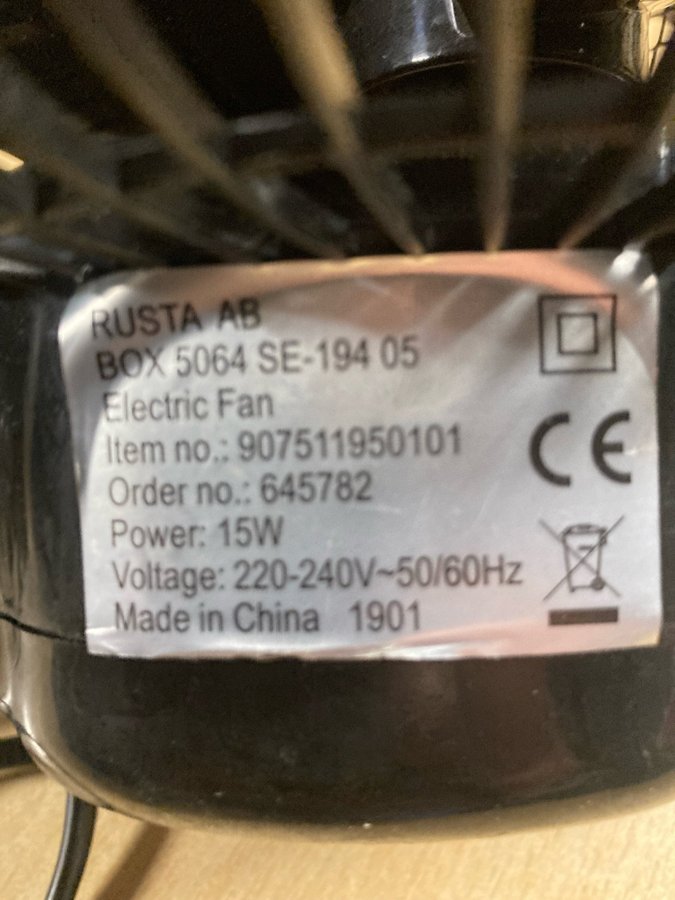 RUSTA AB
BOX 5064 SE-194 05
Electric Fan
Item no.: 907511950101
Order no.: 645782
Power: 15W
Voltage: 220-240V~50/60Hz
Made in China 1901
CE